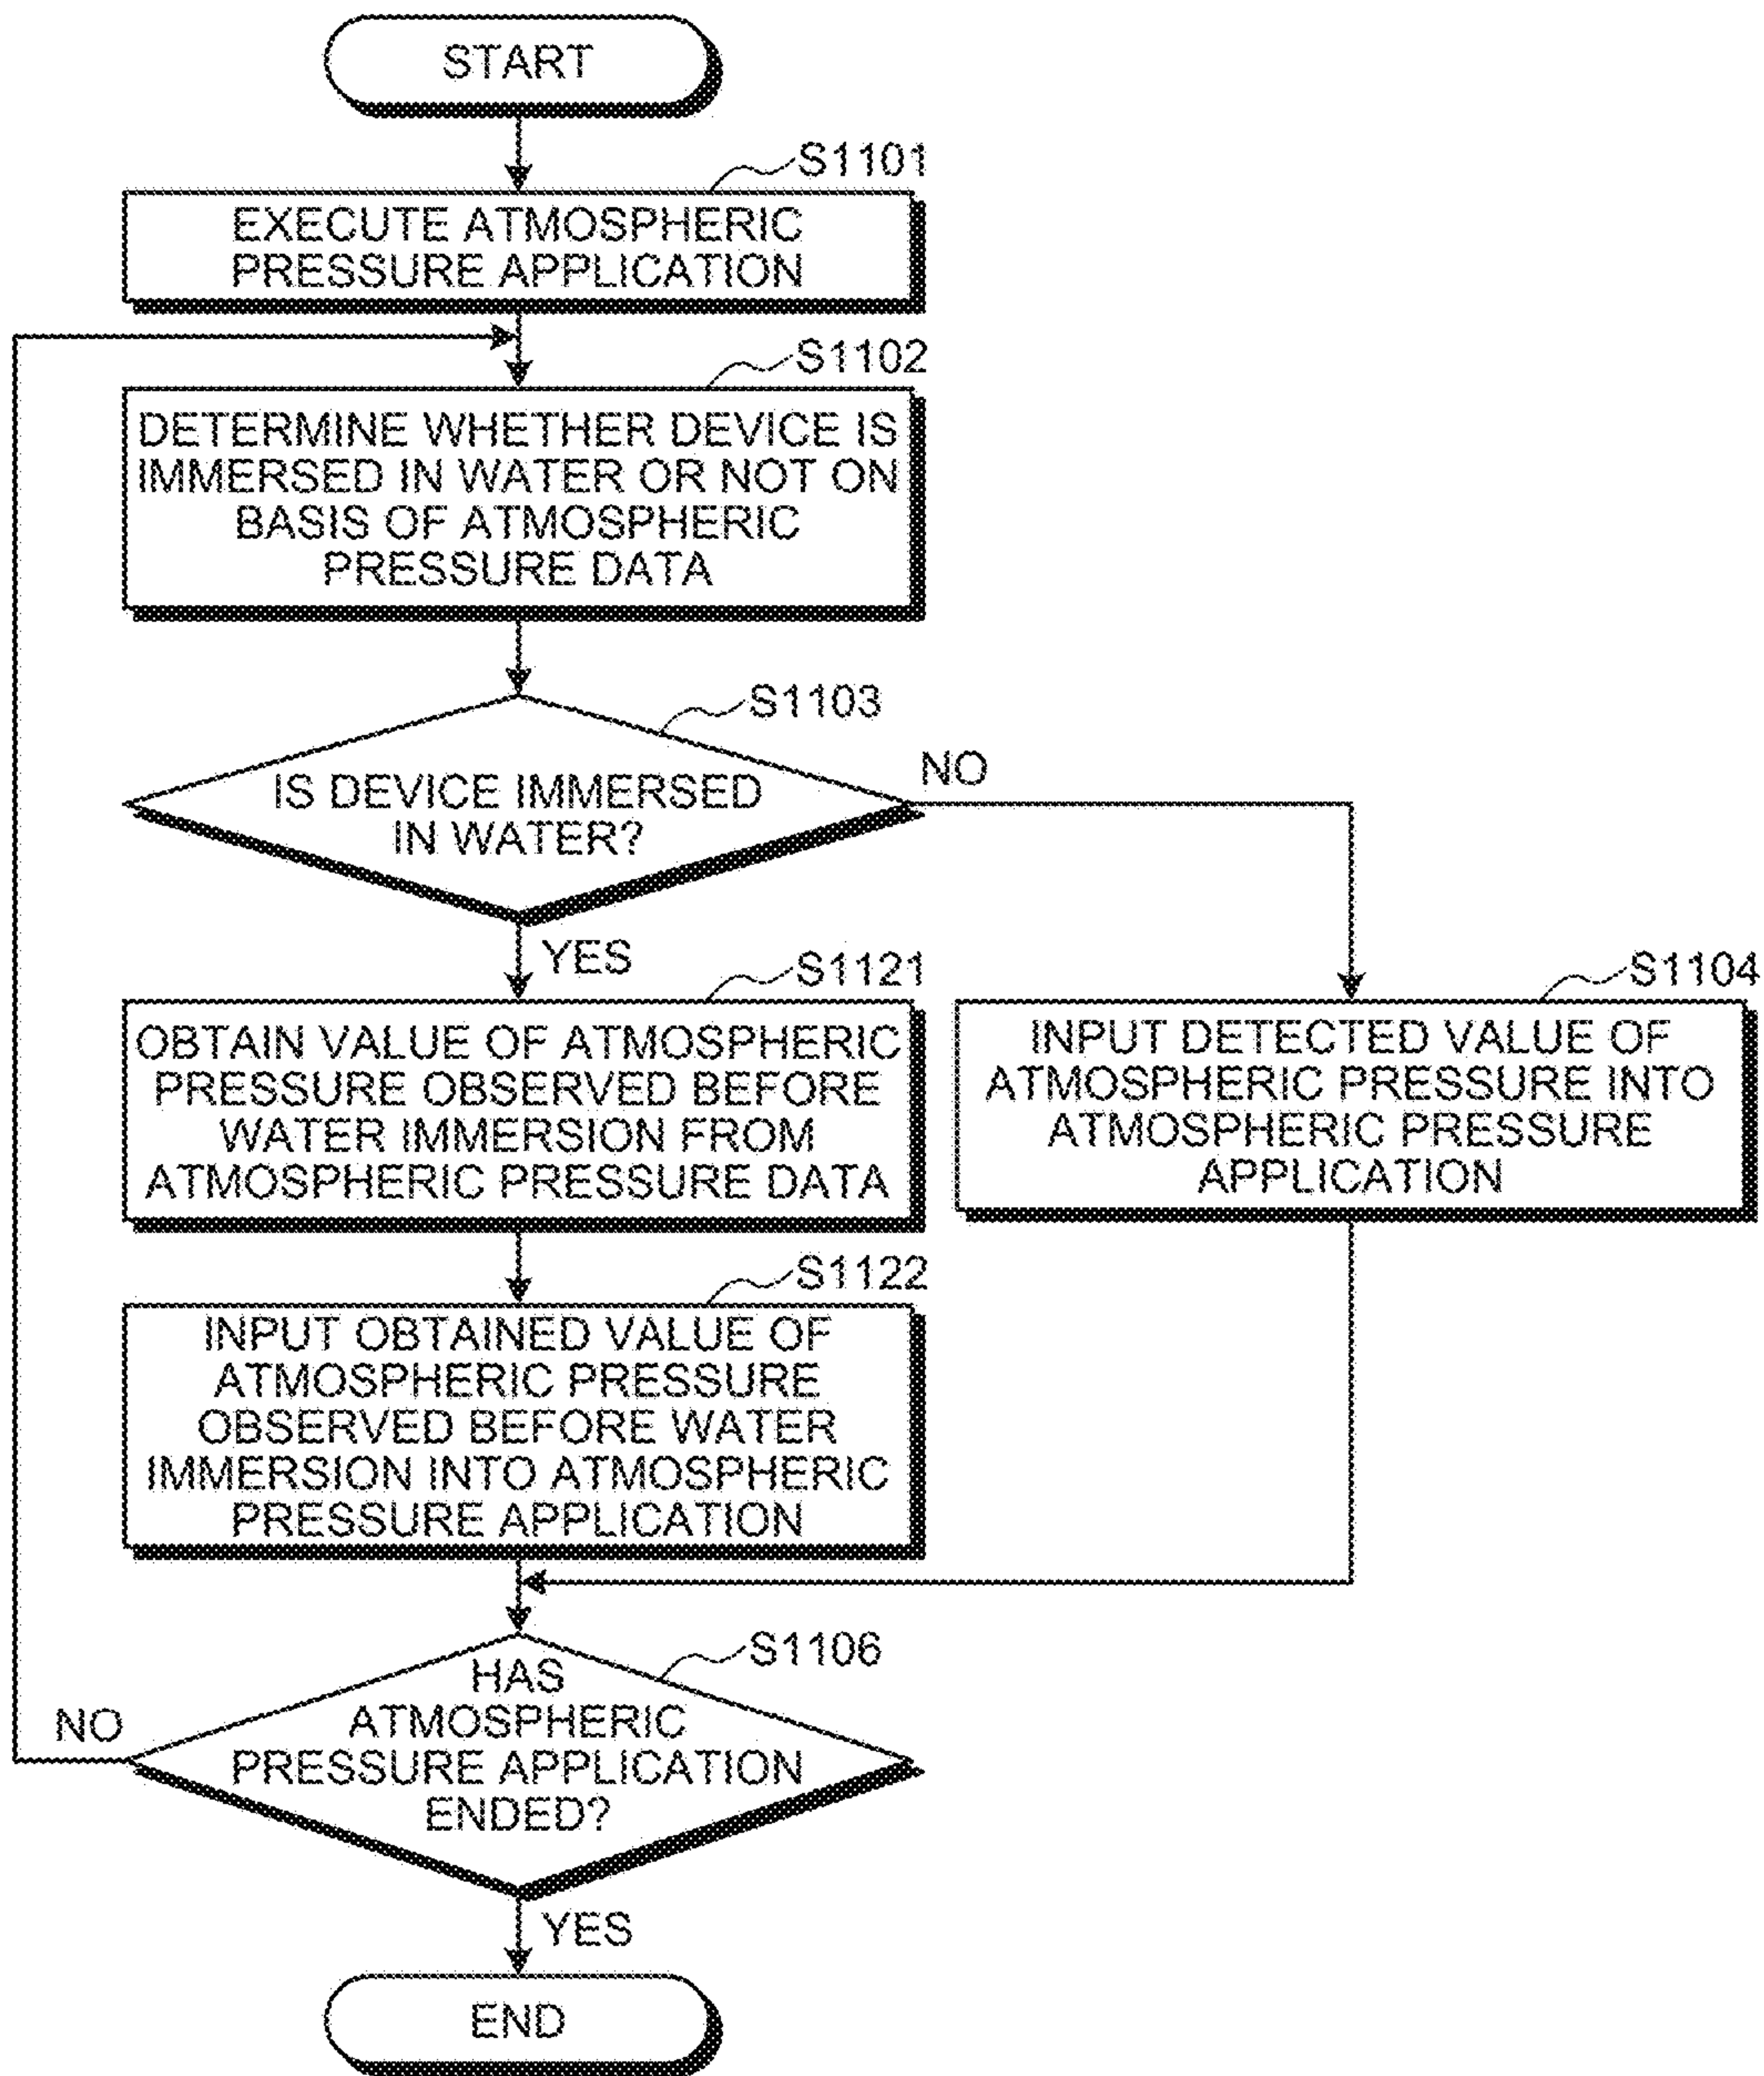 START
S1101
EXECUTE ATMOSPHERIC
PRESSURE APPLICATION
S1102
DETERMINE WHETHER DEVICE IS
IMMERSED IN WATER OR NOT ON
BASIS OF ATMOSPHERIC
PRESSURE DATA
S1103
IS DEVICE IMMERSED
IN WATER?
NO
YES
S1121
OBTAIN VALUE OF ATMOSPHERIC
PRESSURE OBSERVED BEFORE
WATER IMMERSION FROM
ATMOSPHERIC PRESSURE DATA
S1104
INPUT DETECTED VALUE OF
ATMOSPHERIC PRESSURE INTO
ATMOSPHERIC PRESSURE
APPLICATION
S1122
INPUT OBTAINED VALUE OF
ATMOSPHERIC PRESSURE
OBSERVED BEFORE WATER
IMMERSION INTO ATMOSPHERIC
PRESSURE APPLICATION
S1106
HAS
ATMOSPHERIC
PRESSURE APPLICATION
ENDED?
NO
YES
END